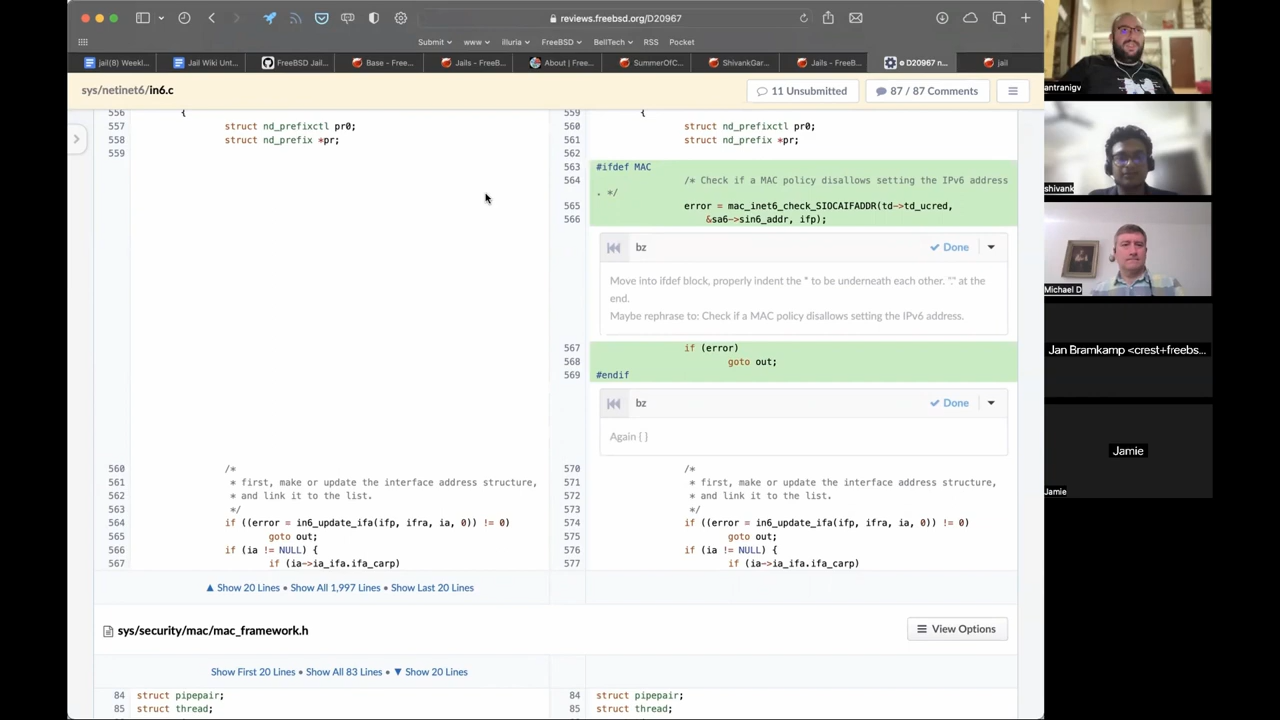 reviews.freebsd.org/D20967
Submit
www
illuria
FreeBSD
BellTech
RSS
Pocket
jail(8) Weekl...
Jail Wiki Unt...
FreeBSD Jail...
Base - Free...
Jails - FreeB...
About | Free...
SummerOfC...
ShivankGar...
Jails - FreeB...
D20967 n...
jail
sys/netinet6/in6.c
11 Unsubmitted
87 / 87 Comments
556 {
557 struct nd_prefixctl pr0;
558 struct nd_prefix *pr;
559
559 {
560 struct nd_prefixctl pr0;
561 struct nd_prefix *pr;
562
563 #ifdef MAC
564 /* Check if a MAC policy disallows setting the IPv6 address
. */
565 error = mac_inet6_check_SIOCAIFADDR(td->td_ucred,
566 &sa6->sin6_addr, ifp);
bz
Done
Move into ifdef block, properly indent the * to be underneath each other. "." at the
end.
Maybe rephrase to: Check if a MAC policy disallows setting the IPv6 address.
567 if (error)
568 goto out;
569 #endif
bz
Done
Again { }
560 /*
561 * first, make or update the interface address structure,
562 * and link it to the list.
563 */
564 if ((error = in6_update_ifa(ifp, ifra, ia, 0)) != 0)
565 goto out;
566 if (ia != NULL) {
567 if (ia->ia_ifa.ifa_carp)
570 /*
571 * first, make or update the interface address structure,
572 * and link it to the list.
573 */
574 if ((error = in6_update_ifa(ifp, ifra, ia, 0)) != 0)
575 goto out;
576 if (ia != NULL) {
577 if (ia->ia_ifa.ifa_carp)
▲ Show 20 Lines • Show All 1,997 Lines • Show Last 20 Lines
sys/security/mac/mac_framework.h
View Options
Show First 20 Lines • Show All 83 Lines • ▼ Show 20 Lines
84 struct pipepair;
85 struct thread;
84 struct pipepair;
85 struct thread;
antranigv
shivank
Michael D
Jan Bramkamp <crest+freebs...
Jamie
Jamie